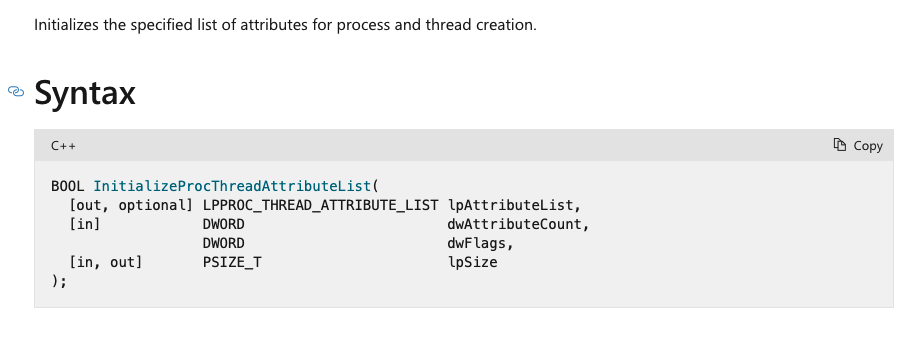 Initializes the specified list of attributes for process and thread creation.
Syntax
C++ Copy
BOOL InitializeProcThreadAttributeList(
[out, optional] LPPROC_THREAD_ATTRIBUTE_LIST lpAttributeList,
[in] DWORD dwAttributeCount,
DWORD dwFlags,
[in, out] PSIZE_T lpSize
);